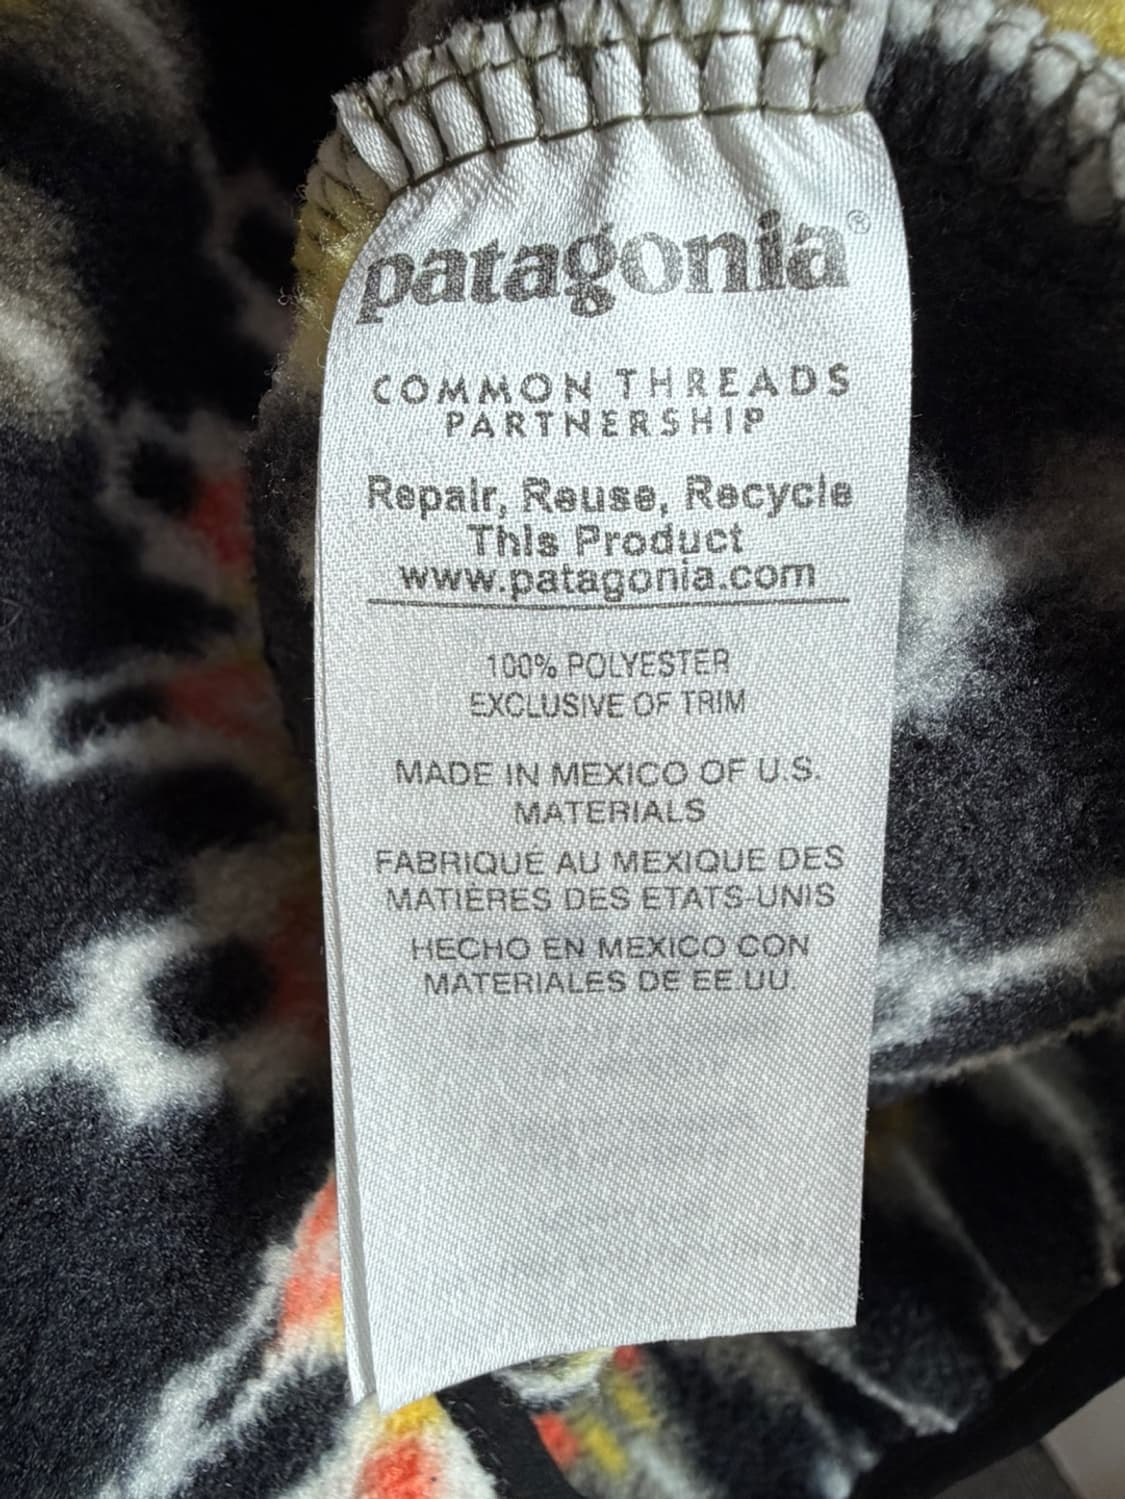 patagonia®
COMMON THREADS
PARTNERSHIP
Repair, Reuse, Recycle
This Product
www.patagonia.com
100% POLYESTER
EXCLUSIVE OF TRIM
MADE IN MEXICO OF U.S.
MATERIALS
FABRIQUÉ AU MEXIQUE DES
MATIÈRES DES ETATS-UNIS
HECHO EN MEXICO CON
MATERIALES DE EE.UU.